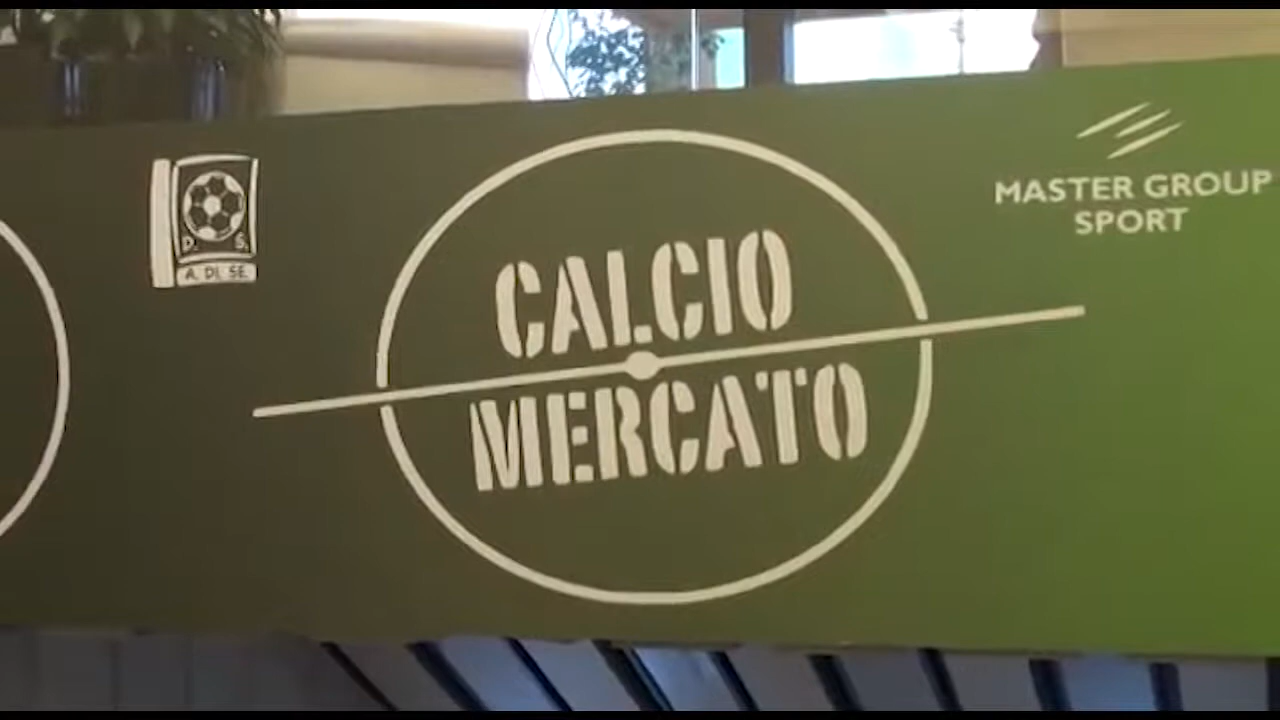 D. S.
A. DI. SE.
CALCIO
MERCATO
MASTER GROUP
SPORT